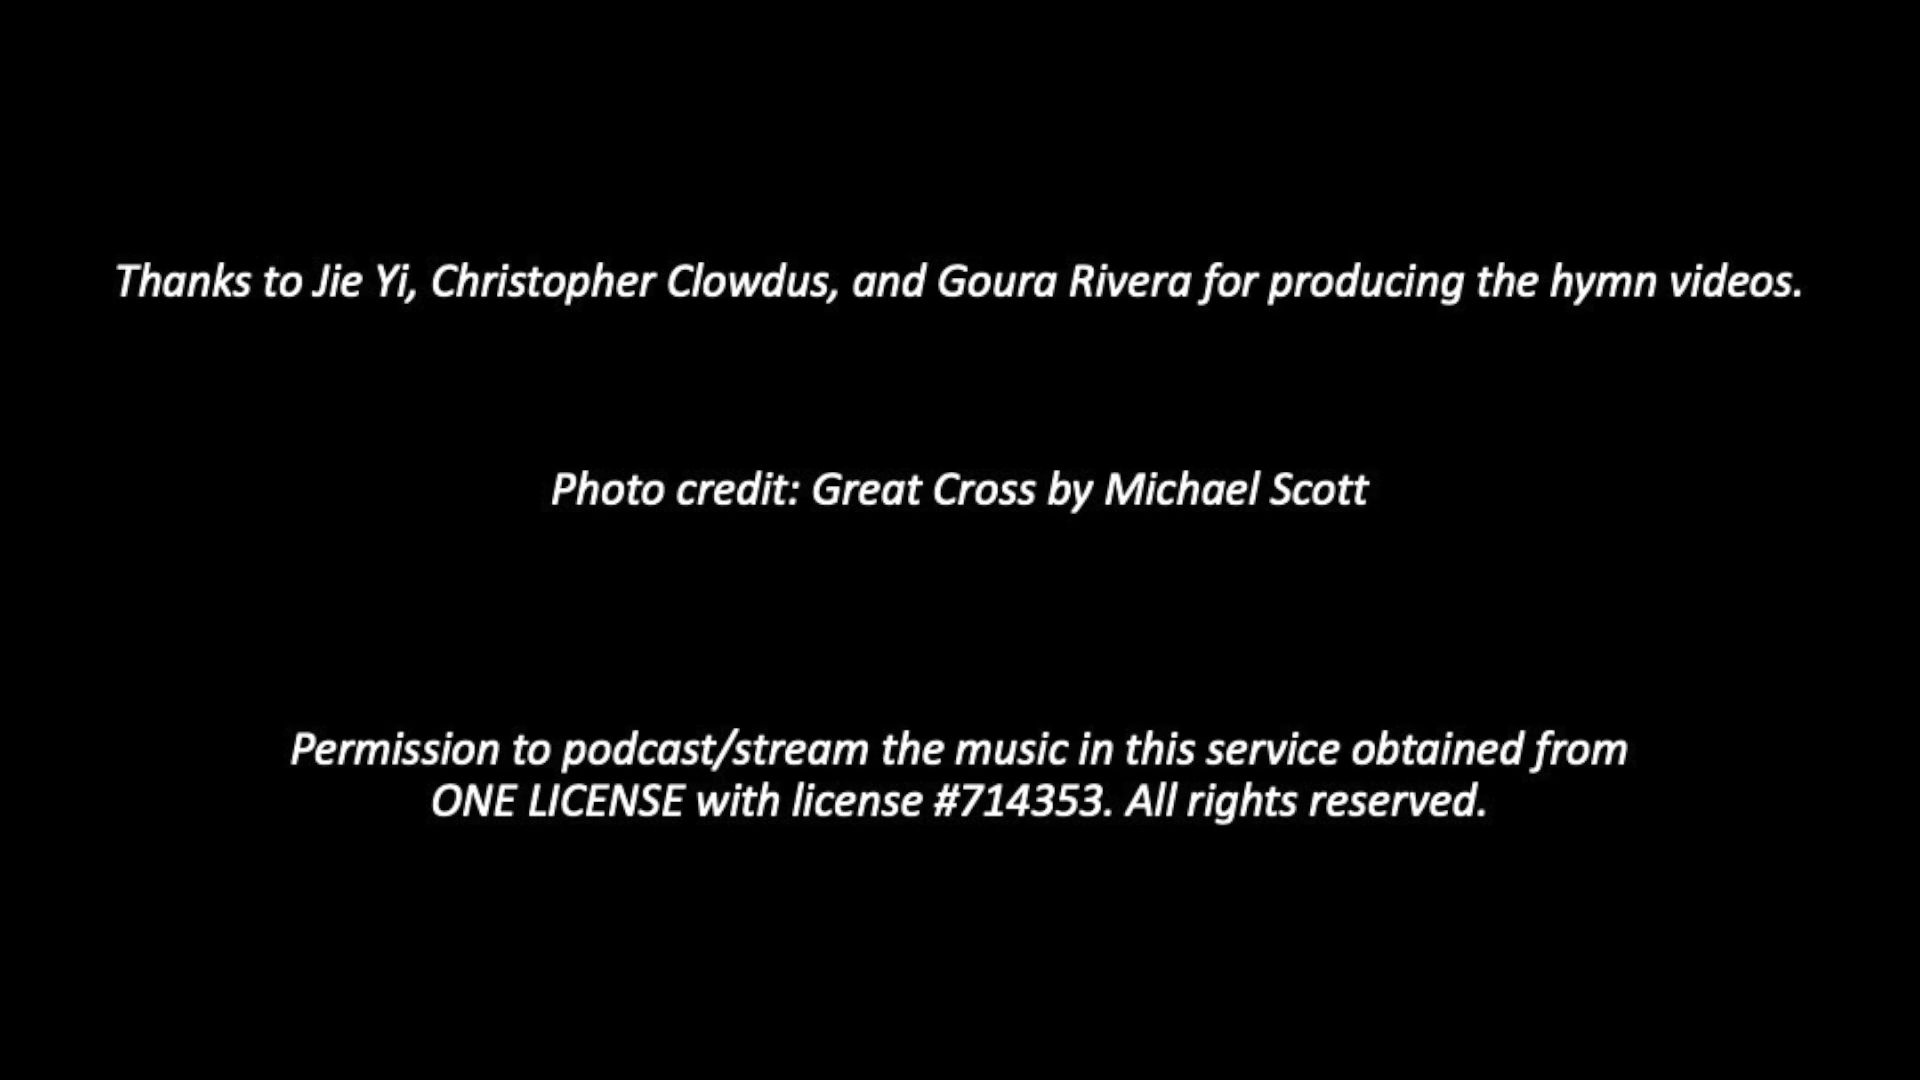 Thanks to Jie Yi, Christopher Clowdus, and Goura Rivera for producing the hymn videos.
Photo credit: Great Cross by Michael Scott
Permission to podcast/stream the music in this service obtained from
ONE LICENSE with license #714353. All rights reserved.